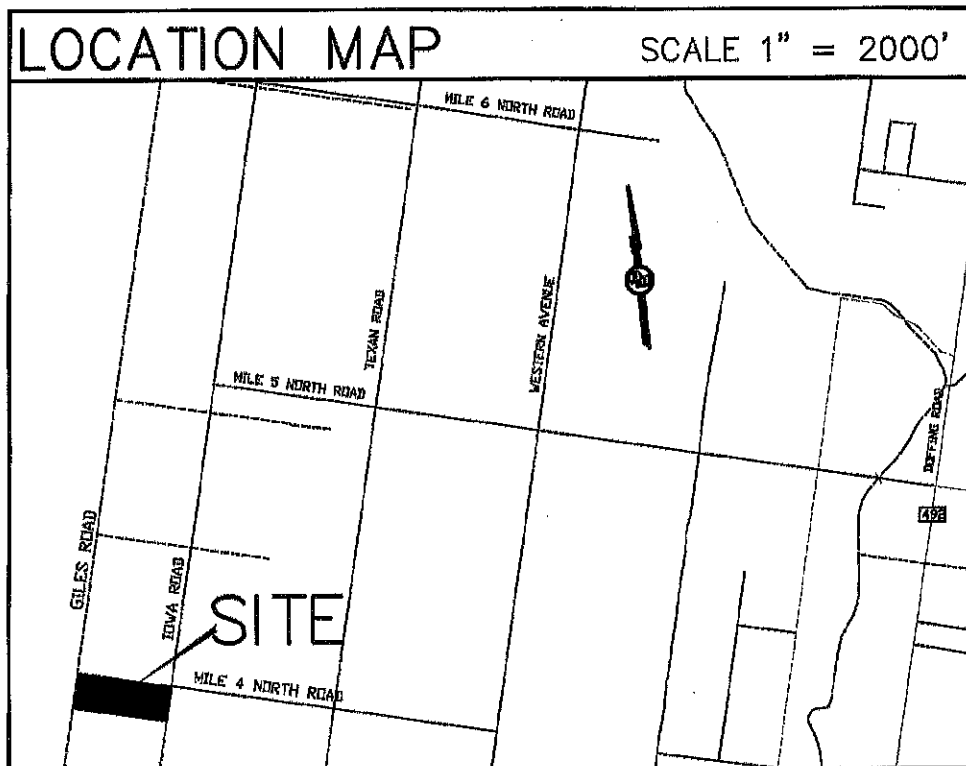 LOCATION MAP SCALE 1" = 2000'
MILE 6 NORTH ROAD
TEXAN ROAD
WESTERN AVENUE
MILE 5 NORTH ROAD
DOFFING ROAD
492
GILES ROAD
IOWA ROAD
SITE
MILE 4 NORTH ROAD